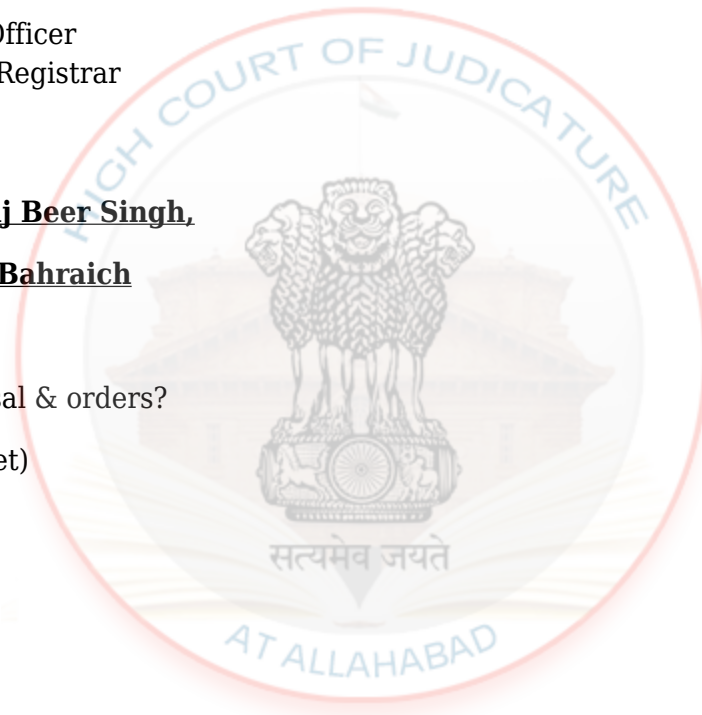 Officer
Registrar
HIGH COURT OF JUDICATURE
j Beer Singh,
Bahraich
al & orders?
et)
सत्यमेव जयते
AT ALLAHABAD